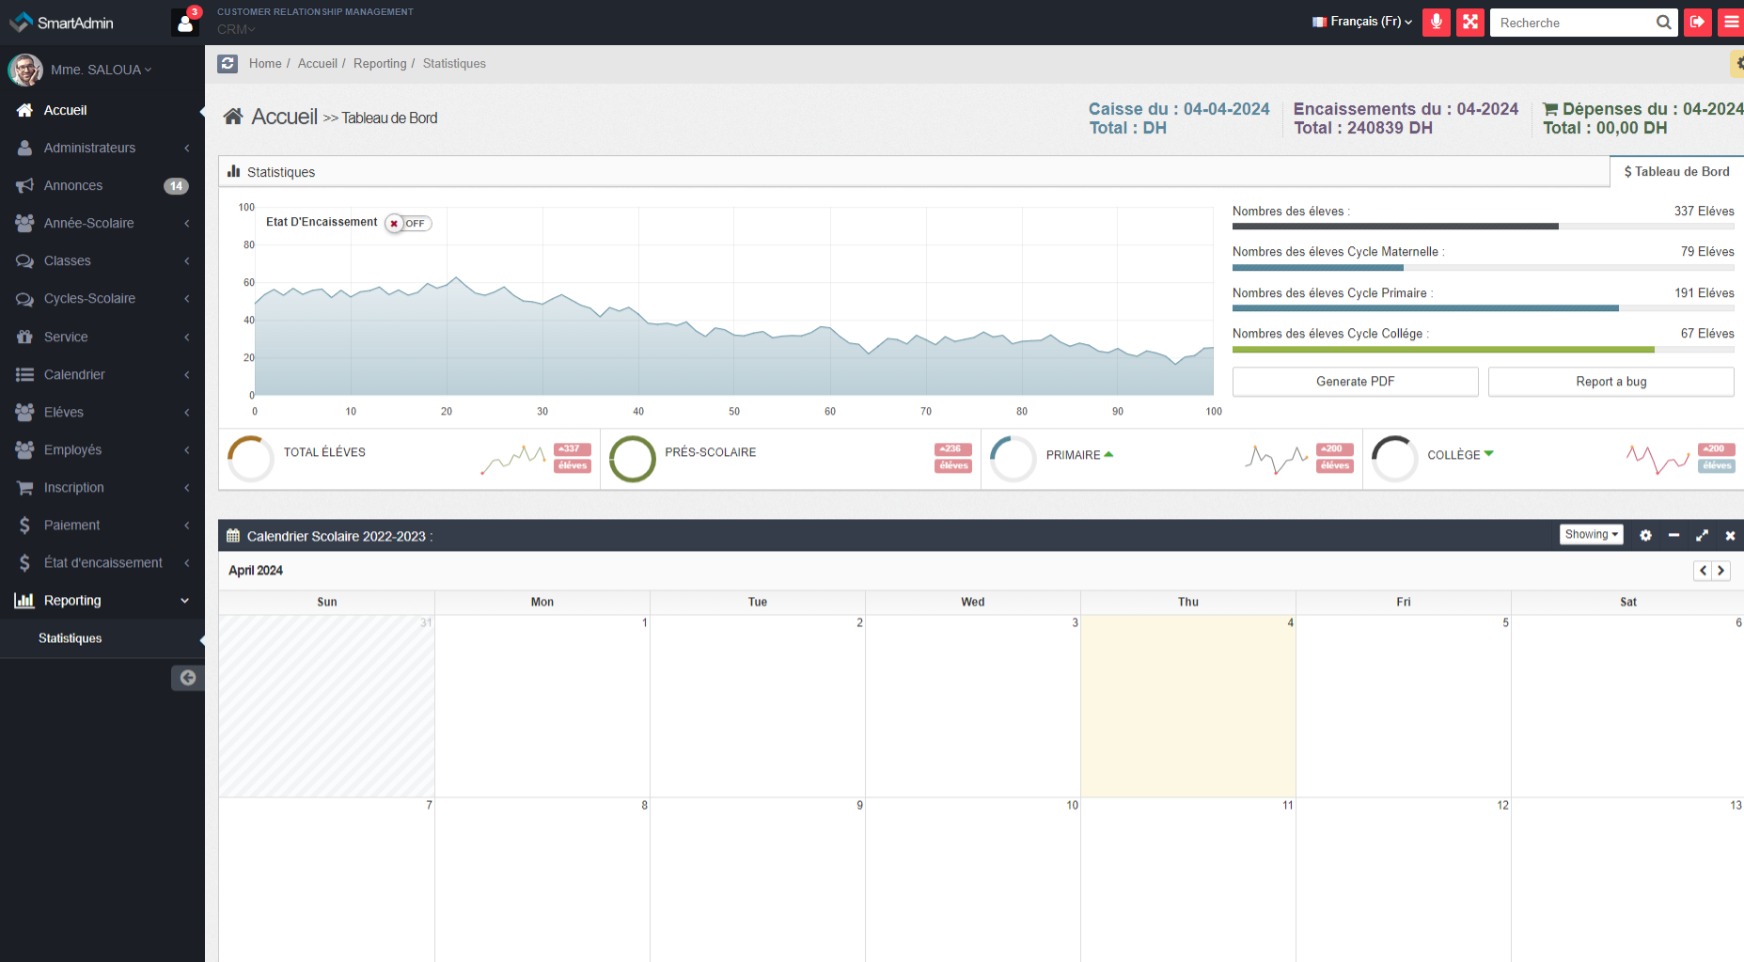 SmartAdmin
3
CUSTOMER RELATIONSHIP MANAGEMENT
CRM
Français (Fr)
Recherche
Mme. SALOUA
Accueil
Administrateurs
Annonces 14
Année-Scolaire
Classes
Cycles-Scolaire
Service
Calendrier
Eléves
Employés
Inscription
Paiement
État d'encaissement
Reporting
Statistiques
Home / Accueil / Reporting / Statistiques
Accueil >> Tableau de Bord
Caisse du : 04-04-2024
Total : DH
Encaissements du : 04-2024
Total : 240839 DH
Dépenses du : 04-2024
Total : 00,00 DH
Statistiques
$ Tableau de Bord
Etat D'Encaissement OFF
100
80
60
40
20
0
0 10 20 30 40 50 60 70 80 90 100
Nombres des éleves : 337 Eléves
Nombres des éleves Cycle Maternelle : 79 Eléves
Nombres des éleves Cycle Primaire : 191 Eléves
Nombres des éleves Cycle Collége : 67 Eléves
Generate PDF
Report a bug
TOTAL ÉLÉVES
337
éléves
PRÉS-SCOLAIRE
236
éléves
PRIMAIRE
200
éléves
COLLÈGE
200
éléves
Calendrier Scolaire 2022-2023 :
Showing
April 2024
Sun Mon Tue Wed Thu Fri Sat
31 1 2 3 4 5 6
7 8 9 10 11 12 13